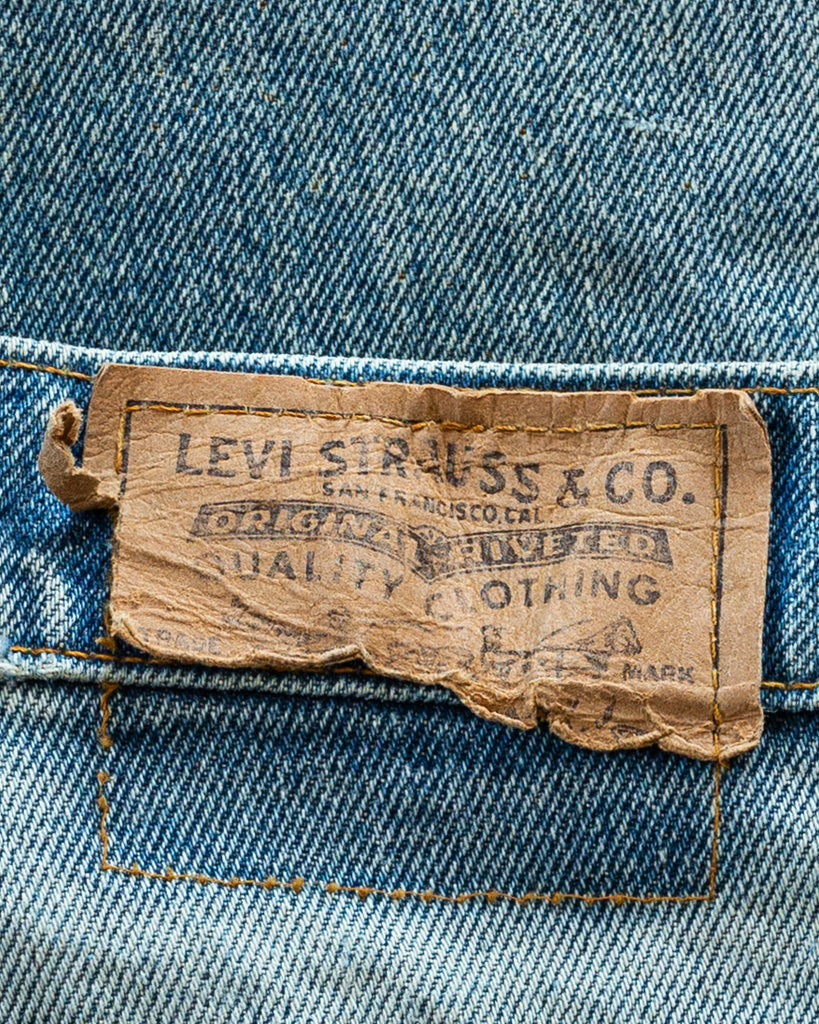 LEVI STRAUSS & CO.
SAN FRANCISCO, CAL.
ORIGINAL RIVETED
QUALITY CLOTHING
TRADE MARK